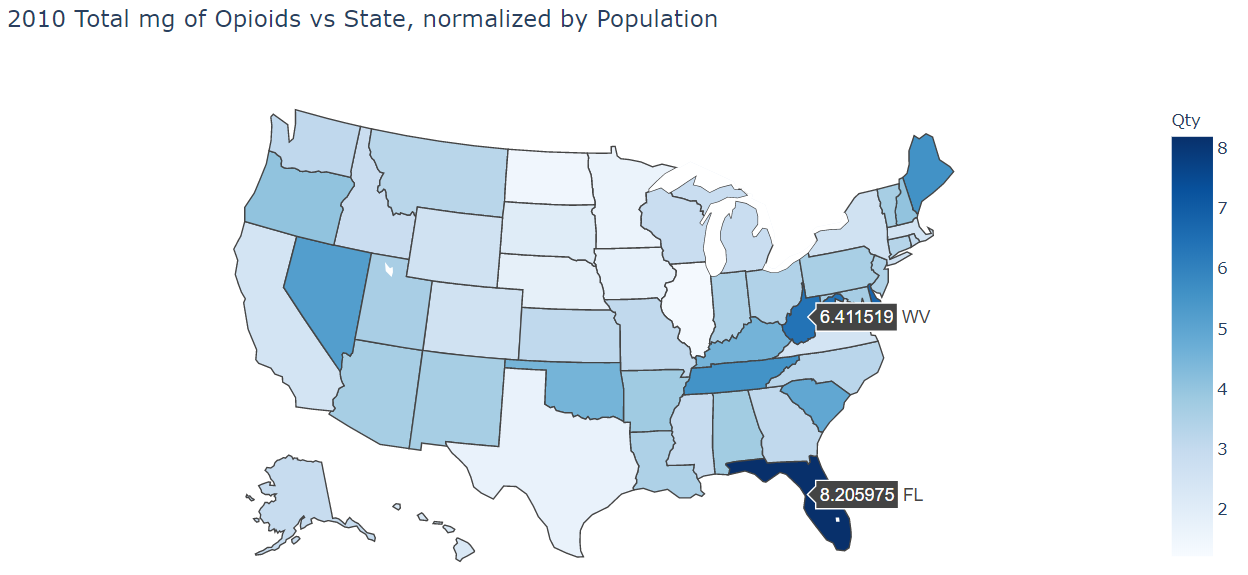 2010 Total mg of Opioids vs State, normalized by Population
Qty
8
7
6
5
4
3
2
6.411519 WV
8.205975 FL